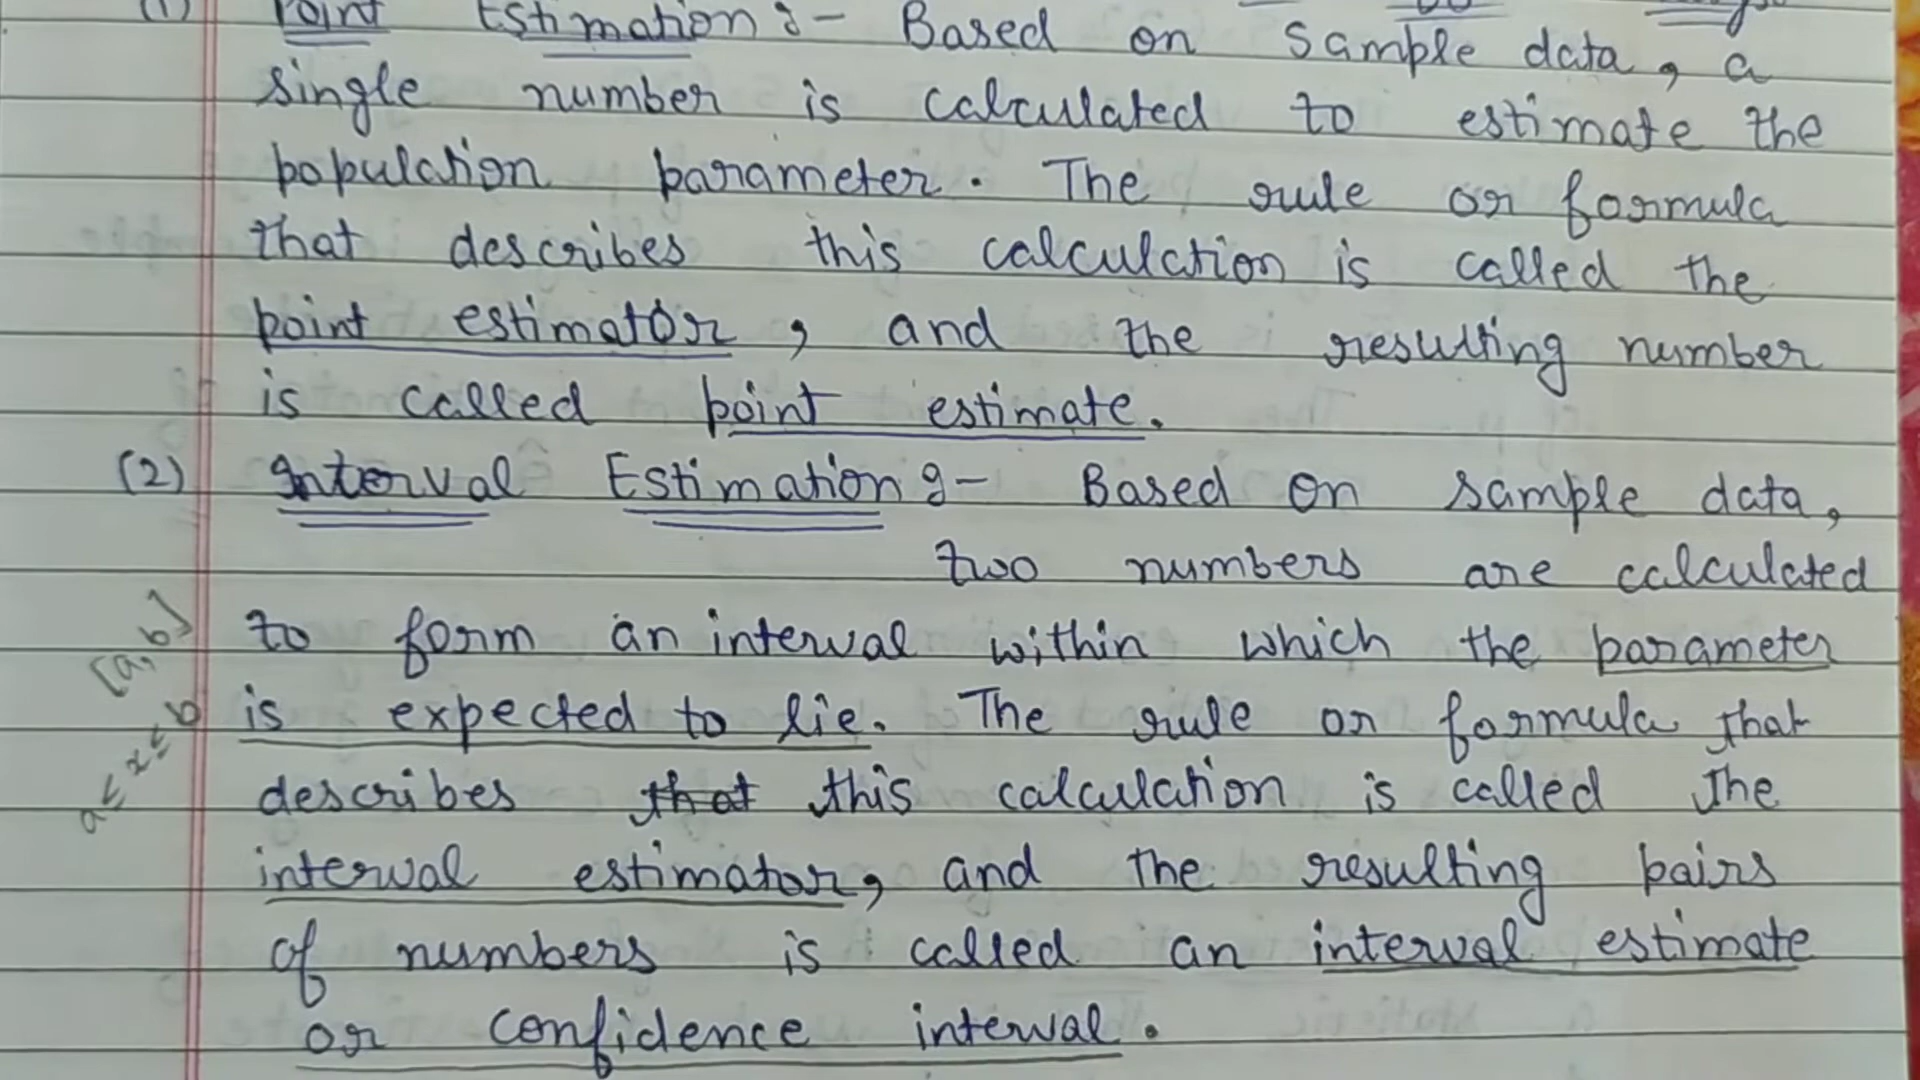 (1) Point Estimation :- Based on sample data, a
single number is calculated to estimate the
population parameter. The rule or formula
that describes this calculation is called the
point estimator, and the resulting number
is called point estimate.
(2) Interval Estimation :- Based on sample data,
two numbers are calculated
[a, b] to form an interval within which the parameter
a ≤ x ≤ b is expected to lie. The rule or formula that
describes that this calculation is called the
interval estimator, and the resulting pairs
of numbers is called an interval estimate
or confidence interval.